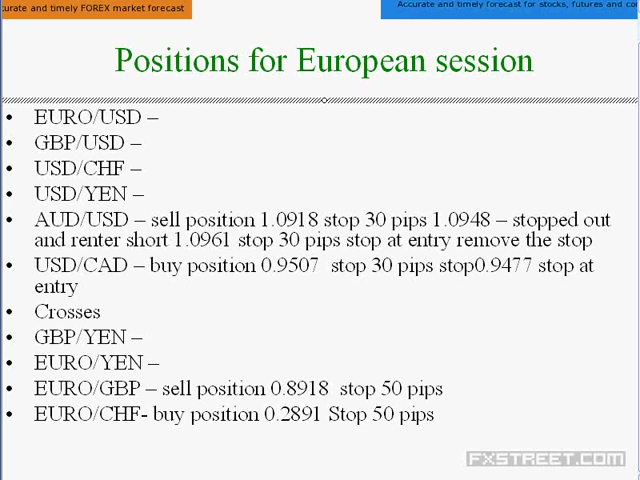 curate and timely FOREX market forecast
Accurate and timely forecast for stocks, futures and co
Positions for European session
• EURO/USD –
• GBP/USD –
• USD/CHF –
• USD/YEN –
• AUD/USD – sell position 1.0918 stop 30 pips 1.0948 – stopped out
and renter short 1.0961 stop 30 pips stop at entry remove the stop
• USD/CAD – buy position 0.9507 stop 30 pips stop0.9477 stop at
entry
• Crosses
• GBP/YEN –
• EURO/YEN –
• EURO/GBP – sell position 0.8918 stop 50 pips
• EURO/CHF- buy position 0.2891 Stop 50 pips
FXSTREET.COM